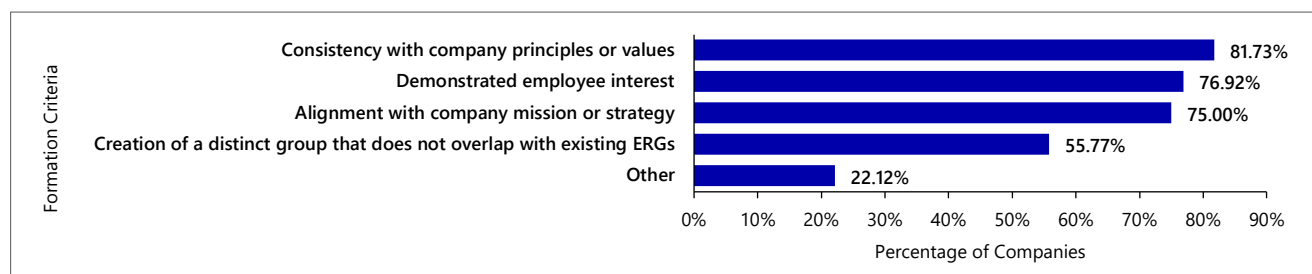 Formation Criteria
Consistency with company principles or values 81.73%
Demonstrated employee interest 76.92%
Alignment with company mission or strategy 75.00%
Creation of a distinct group that does not overlap with existing ERGs 55.77%
Other 22.12%
0% 10% 20% 30% 40% 50% 60% 70% 80% 90%
Percentage of Companies